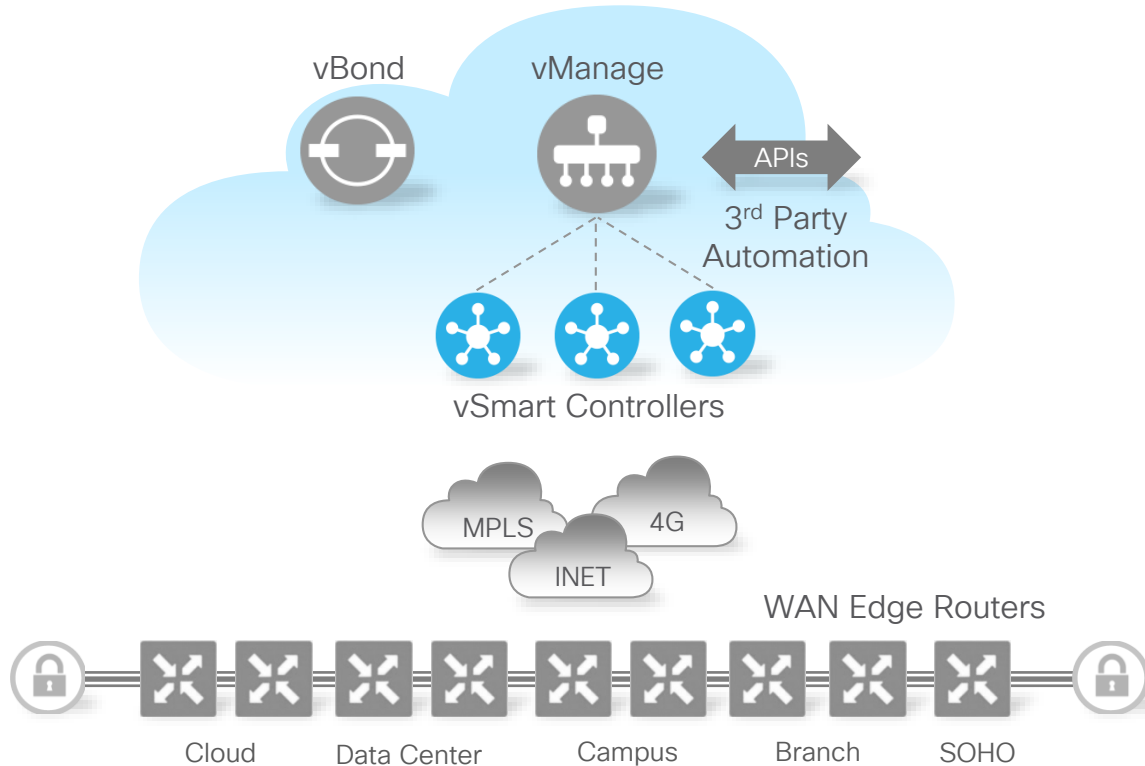 vBond
vManage
APIs
3rd Party
Automation
vSmart Controllers
MPLS
4G
INET
WAN Edge Routers
Cloud
Data Center
Campus
Branch
SOHO